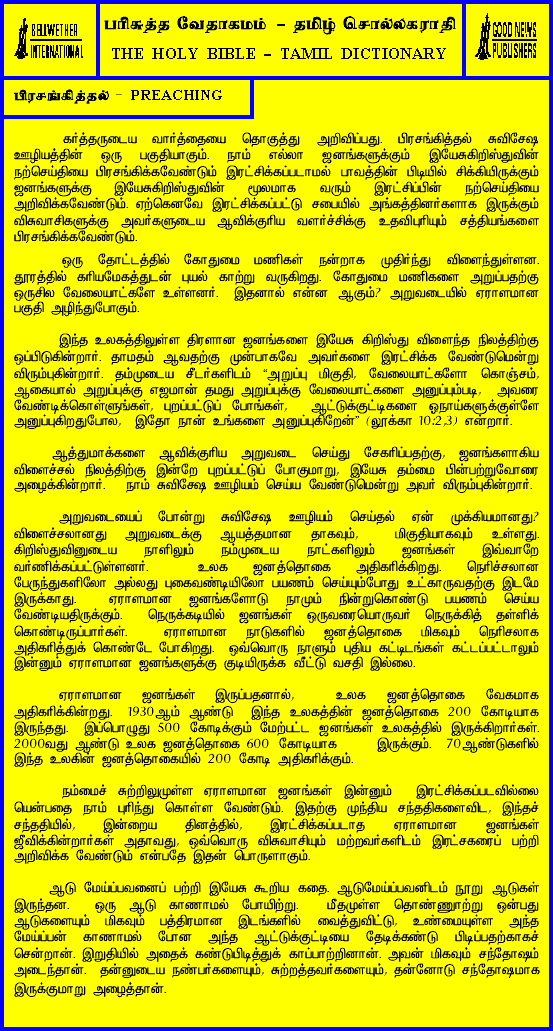 BELLWETHER
INTERNATIONAL
பரிசுத்த வேதாகமம் - தமிழ் சொல்லகராதி
THE HOLY BIBLE - TAMIL DICTIONARY
GOOD NEWS
PUBLISHERS
பிரசங்கித்தல் - PREACHING
கர்த்தருடைய வார்த்தையை தொகுத்து அறிவிப்பது. பிரசங்கித்தல் சுவிசேஷ
ஊழியத்தின் ஒரு பகுதியாகும். நாம் எல்லா ஜனங்களுக்கும் இயேசுகிறிஸ்துவின்
நற்செய்தியை பிரசங்கிக்கவேண்டும் இரட்சிக்கப்படாமல் பாவத்தின் பிடியில் சிக்கியிருக்கும்
ஜனங்களுக்கு இயேசுகிறிஸ்துவின் மூலமாக வரும் இரட்சிப்பின் நற்செய்தியை
அறிவிக்கவேண்டும். ஏற்கெனவே இரட்சிக்கப்பட்டு சபையில் அங்கத்தினர்களாக இருக்கும்
விசுவாசிகளுக்கு அவர்களுடைய ஆவிக்குரிய வளர்ச்சிக்கு உதவிபுரியும் சத்தியங்களை
பிரசங்கிக்கவேண்டும்.
ஒரு தோட்டத்தில் கோதுமை மணிகள் நன்றாக முதிர்ந்து விளைந்துள்ளன.
தூரத்தில் கரியமேகத்துடன் புயல் காற்று வருகிறது. கோதுமை மணிகளை அறுப்பதற்கு
ஒருசில வேலையாட்களே உள்ளனர். இதனால் என்ன ஆகும்? அறுவடையில் ஏராளமான
பகுதி அழிந்துபோகும்.
இந்த உலகத்திலுள்ள திரளான ஜனங்களை இயேசு கிறிஸ்து விளைந்த நிலத்திற்கு
ஒப்பிடுகின்றார். தாமதம் ஆவதற்கு முன்பாகவே அவர்களை இரட்சிக்க வேண்டுமென்று
விரும்புகின்றார். தம்முடைய சீடர்களிடம் "அறுப்பு மிகுதி, வேலையாட்களோ கொஞ்சம்,
ஆகையால் அறுப்புக்கு எஜமான் தமது அறுப்புக்கு வேலையாட்களை அனுப்பும்படி, அவரை
வேண்டிக்கொள்ளுங்கள், புறப்பட்டுப் போங்கள், ஆட்டுக்குட்டிகளை ஓநாய்களுக்குள்ளே
அனுப்புகிறதுபோல, இதோ நான் உங்களை அனுப்புகிறேன்" (லூக்கா 10:2,3) என்றார்.
ஆத்துமாக்களை ஆவிக்குரிய அறுவடை செய்து சேகரிப்பதற்கு, ஜனங்களாகிய
விளைச்சல் நிலத்திற்கு இன்றே புறப்பட்டுப் போகுமாறு, இயேசு தம்மை பின்பற்றுவோரை
அழைக்கின்றார். நாம் சுவிசேஷ ஊழியம் செய்ய வேண்டுமென்று அவர் விரும்புகின்றார்.
அறுவடையைப் போன்று சுவிசேஷ ஊழியம் செய்தல் ஏன் முக்கியமானது?
விளைச்சலானது அறுவடைக்கு ஆயத்தமான தாகவும், மிகுதியாகவும் உள்ளது.
கிறிஸ்துவினுடைய நாளிலும் நம்முடைய நாட்களிலும் ஜனங்கள் இவ்வாறே
வர்ணிக்கப்பட்டுள்ளனர். உலக ஜனத்தொகை அதிகரிக்கிறது. நெரிச்சலான
பேருந்துகளிலோ அல்லது புகைவண்டியிலோ பயணம் செய்யும்போது உட்காருவதற்கு இடமே
இருக்காது. ஏராளமான ஜனங்களோடு நாமும் நின்றுகொண்டு பயணம் செய்ய
வேண்டியதிருக்கும். நெருக்கடியில் ஜனங்கள் ஒருவரையொருவர் நெருக்கித் தள்ளிக்
கொண்டிருப்பார்கள். ஏராளமான நாடுகளில் ஜனத்தொகை மிகவும் நெரிசலாக
அதிகரித்துக் கொண்டே போகிறது. ஒவ்வொரு நாளும் புதிய கட்டிடங்கள் கட்டப்பட்டாலும்
இன்னும் ஏராளமான ஜனங்களுக்கு குடியிருக்க வீட்டு வசதி இல்லை.
ஏராளமான ஜனங்கள் இருப்பதனால், உலக ஜனத்தொகை வேகமாக
அதிகரிக்கின்றது. 1930ஆம் ஆண்டு இந்த உலகத்தின் ஜனத்தொகை 200 கோடியாக
இருந்தது. இப்பொழுது 500 கோடிக்கும் மேற்பட்ட ஜனங்கள் உலகத்தில் இருக்கிறார்கள்.
2000வது ஆண்டு உலக ஜனத்தொகை 600 கோடியாக இருக்கும். 70ஆண்டுகளில்
இந்த உலகின் ஜனத்தொகையில் 200 கோடி அதிகரிக்கும்.
நம்மைச் சுற்றிலுமுள்ள ஏராளமான ஜனங்கள் இன்னும் இரட்சிக்கப்படவில்லை
யென்பதை நாம் புரிந்து கொள்ள வேண்டும். இதற்கு முந்திய சந்ததிகளைவிட, இந்தச்
சந்ததியில், இன்றைய தினத்தில், இரட்சிக்கப்படாத ஏராளமான ஜனங்கள்
ஜீவிக்கின்றார்கள் அதாவது, ஒவ்வொரு விசுவாசியும் மற்றவர்களிடம் இரட்சகரைப் பற்றி
அறிவிக்க வேண்டும் என்பதே இதன் பொருளாகும்.
ஆடு மேய்ப்பவனைப் பற்றி இயேசு கூறிய கதை. ஆடுமேய்ப்பவனிடம் நூறு ஆடுகள்
இருந்தன. ஒரு ஆடு காணாமல் போயிற்று. மீதமுள்ள தொண்ணூற்று ஒன்பது
ஆடுகளையும் மிகவும் பத்திரமான இடங்களில் வைத்துவிட்டு, உண்மையுள்ள அந்த
மேய்ப்பன் காணாமல் போன அந்த ஆட்டுக்குட்டியை தேடிக்கண்டு பிடிப்பதற்காகச்
சென்றான். இறுதியில் அதைக் கண்டுபிடித்துக் காப்பாற்றினான். அவன் மிகவும் சந்தோஷம்
அடைந்தான். தன்னுடைய நண்பர்களையும், சுற்றத்தவர்களையும், தன்னோடு சந்தோஷமாக
இருக்குமாறு அழைத்தான்.